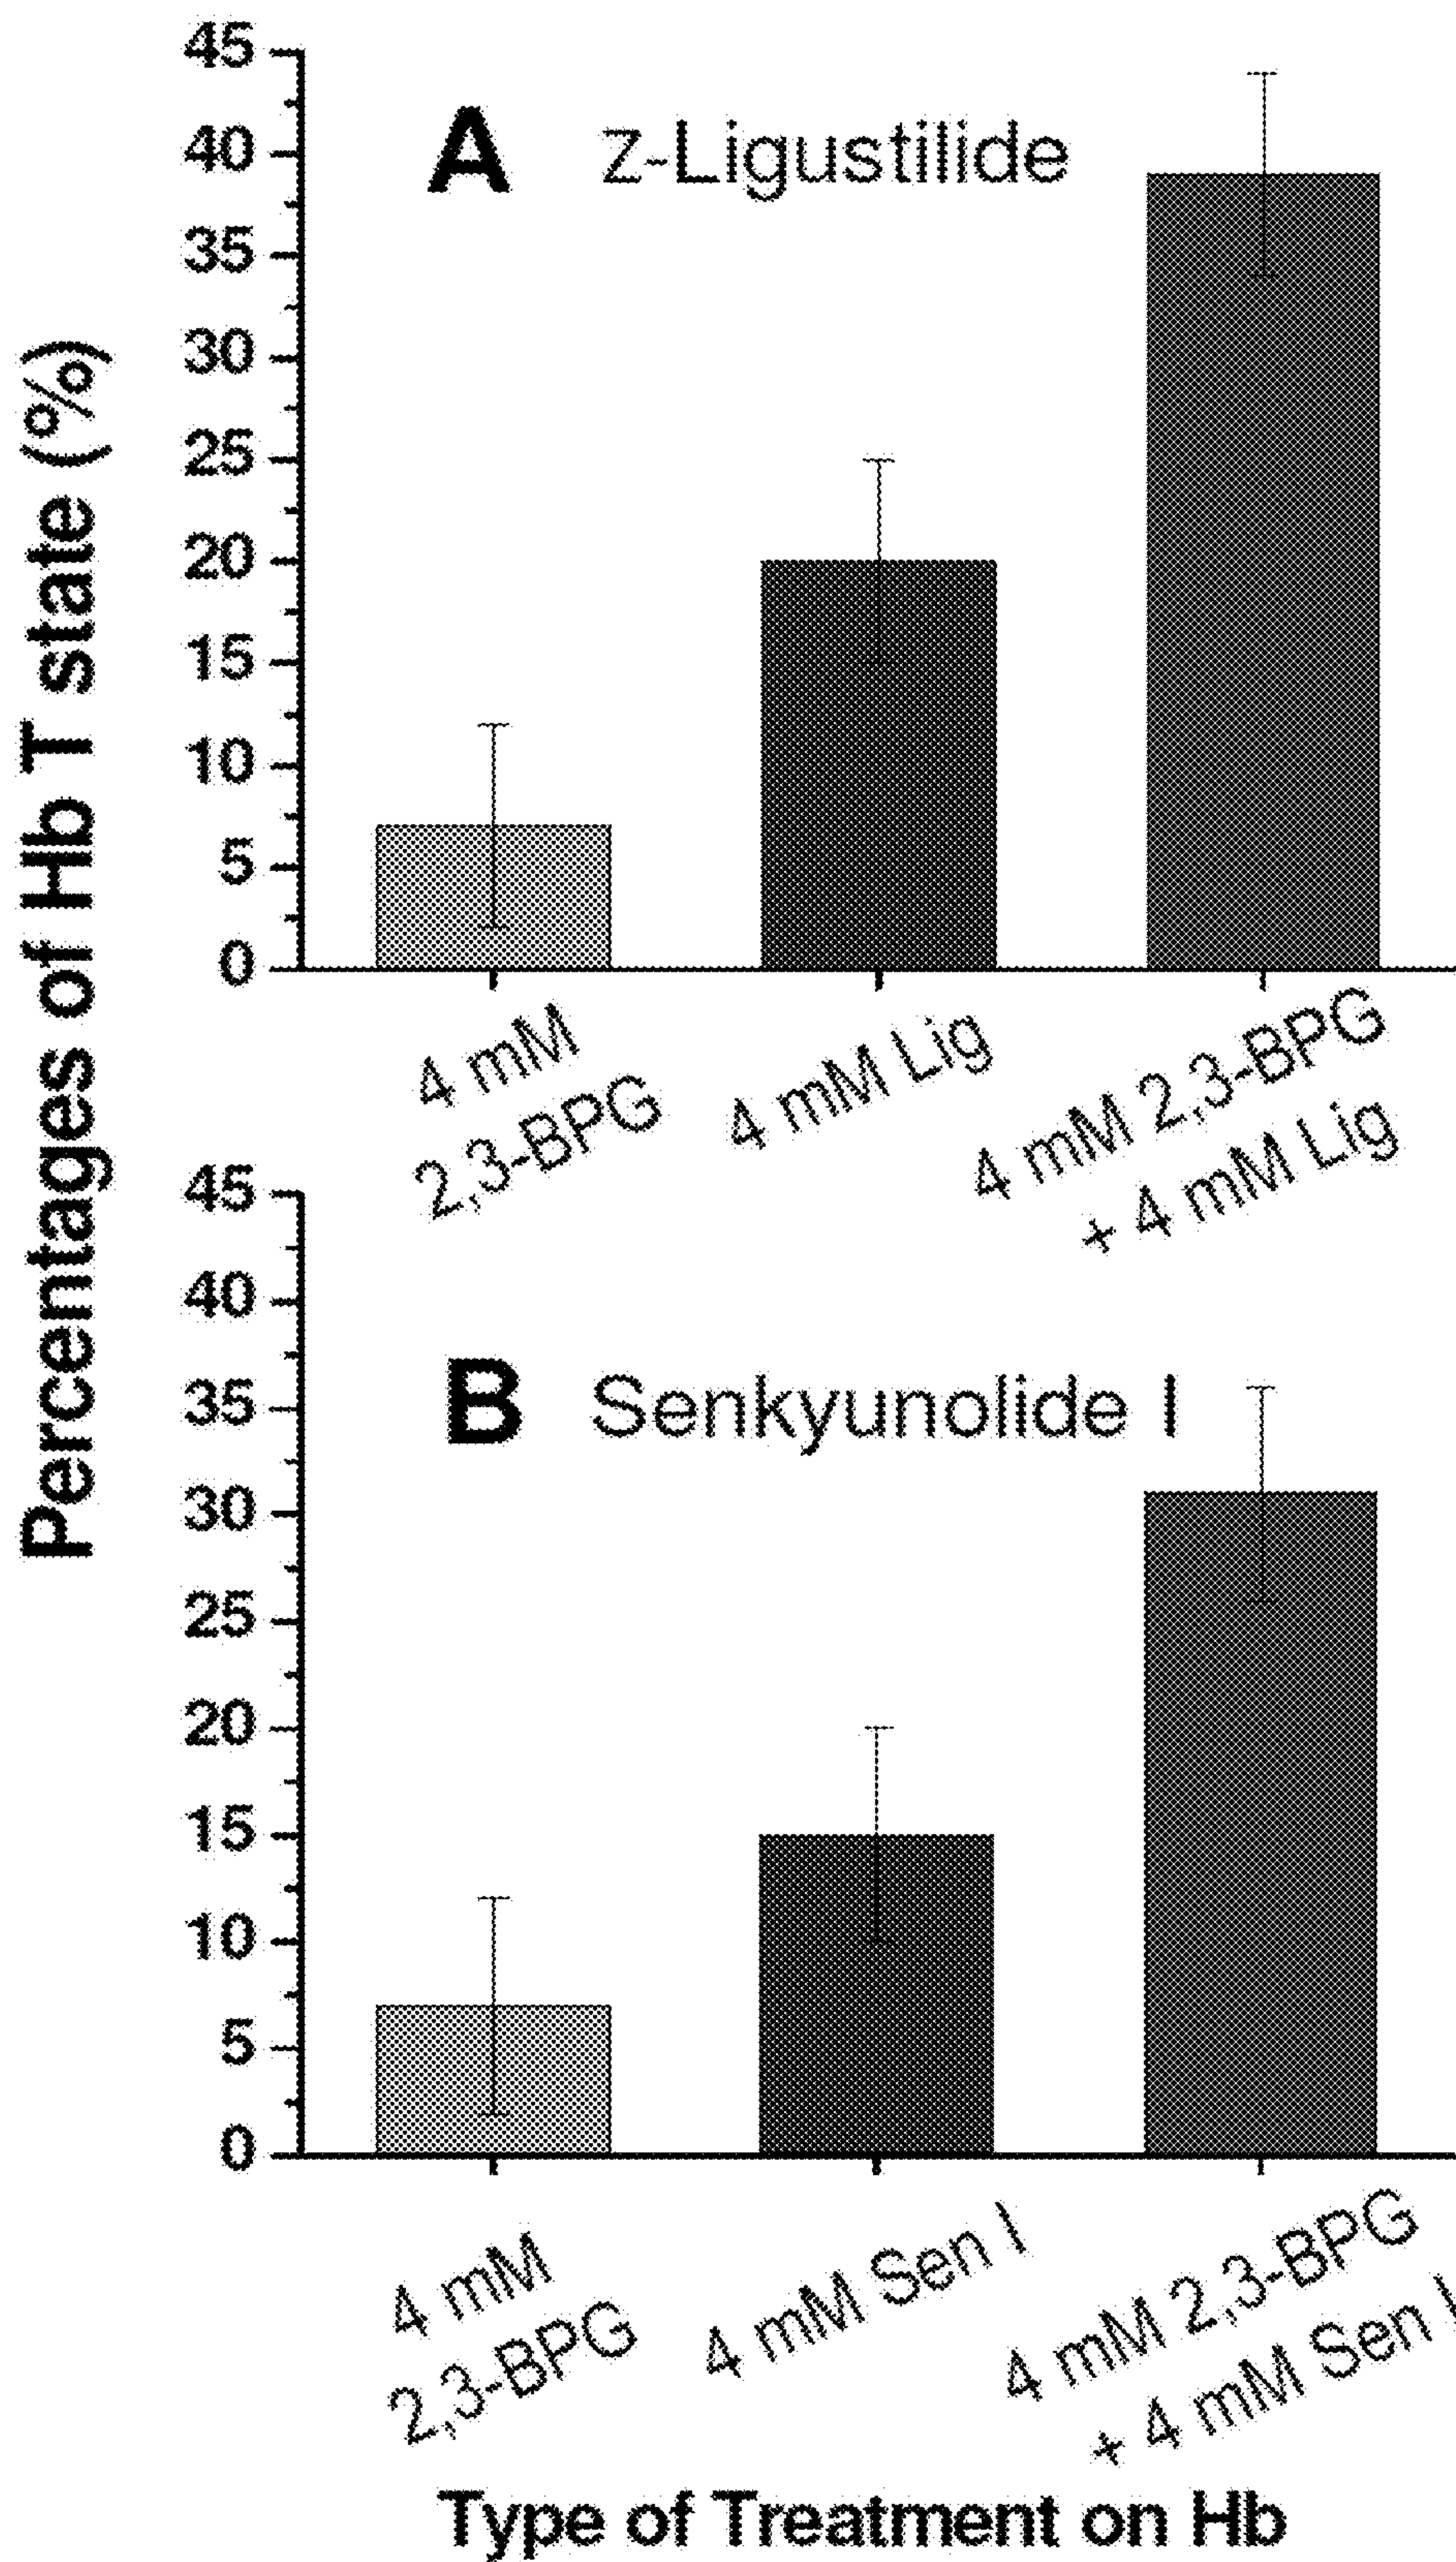 Percentages of Hb T state (%)
A z-Ligustilide
45
40
35
30
25
20
15
10
5
0
4 mM
2,3-BPG
4 mM Lig
4 mM 2,3-BPG
+ 4 mM Lig
B Senkyunolide I
45
40
35
30
25
20
15
10
5
0
4 mM
2,3-BPG
4 mM Sen I
4 mM 2,3-BPG
+ 4 mM Sen I
Type of Treatment on Hb